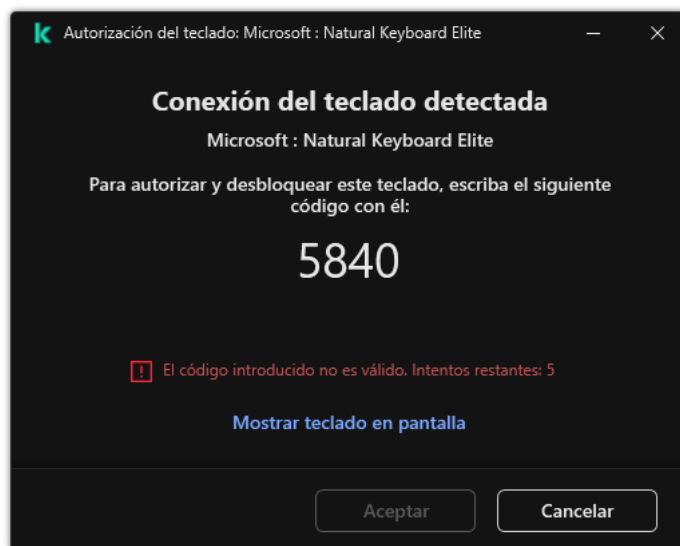 Autorización del teclado: Microsoft : Natural Keyboard Elite
Conexión del teclado detectada
Microsoft : Natural Keyboard Elite
Para autorizar y desbloquear este teclado, escriba el siguiente
código con él:
5840
El código introducido no es válido. Intentos restantes: 5
Mostrar teclado en pantalla
Aceptar
Cancelar